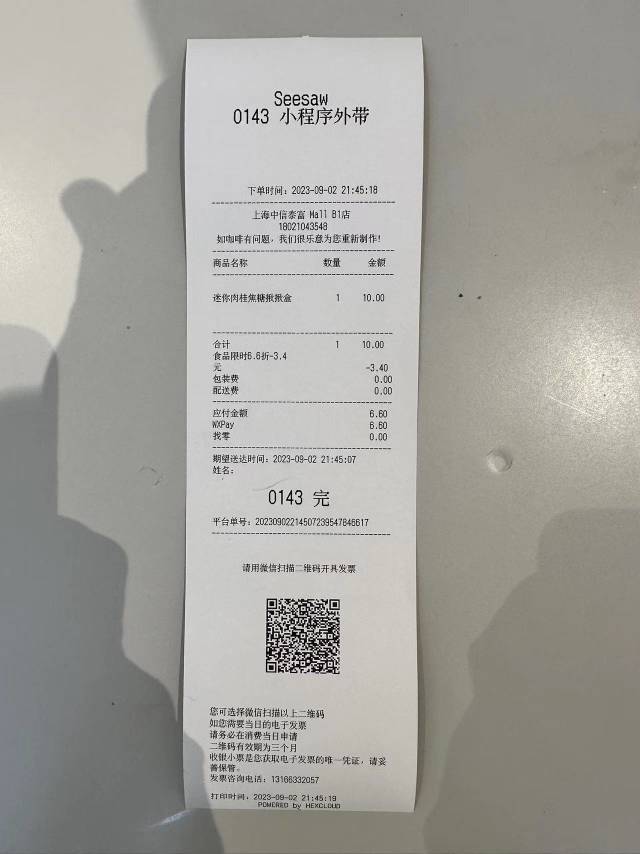 Seesaw
0143 小程序外带
下单时间：2023-09-02 21:45:18
上海中信泰富 Mall B1店
18021043548
如咖啡有问题，我们很乐意为您重新制作！
商品名称 数量 金额
迷你肉桂焦糖揪揪盒 1 10.00
合计 1 10.00
食品限时6.6折-3.4
元 -3.40
包装费 0.00
配送费 0.00
应付金额 6.60
WXPay 6.60
找零 0.00
期望送达时间：2023-09-02 21:45:07
姓名：
0143 完
平台单号：20230902214507239547846617
请用微信扫描二维码开具发票
您可选择微信扫描以上二维码
如您需要当日的电子发票
请务必在消费当日申请
二维码有效期为三个月
收银小票是您获取电子发票的唯一凭证，请妥
善保管。
发票咨询电话：13166332057
打印时间：2023-09-02 21:45:19
POWERED by HEXCLOUD